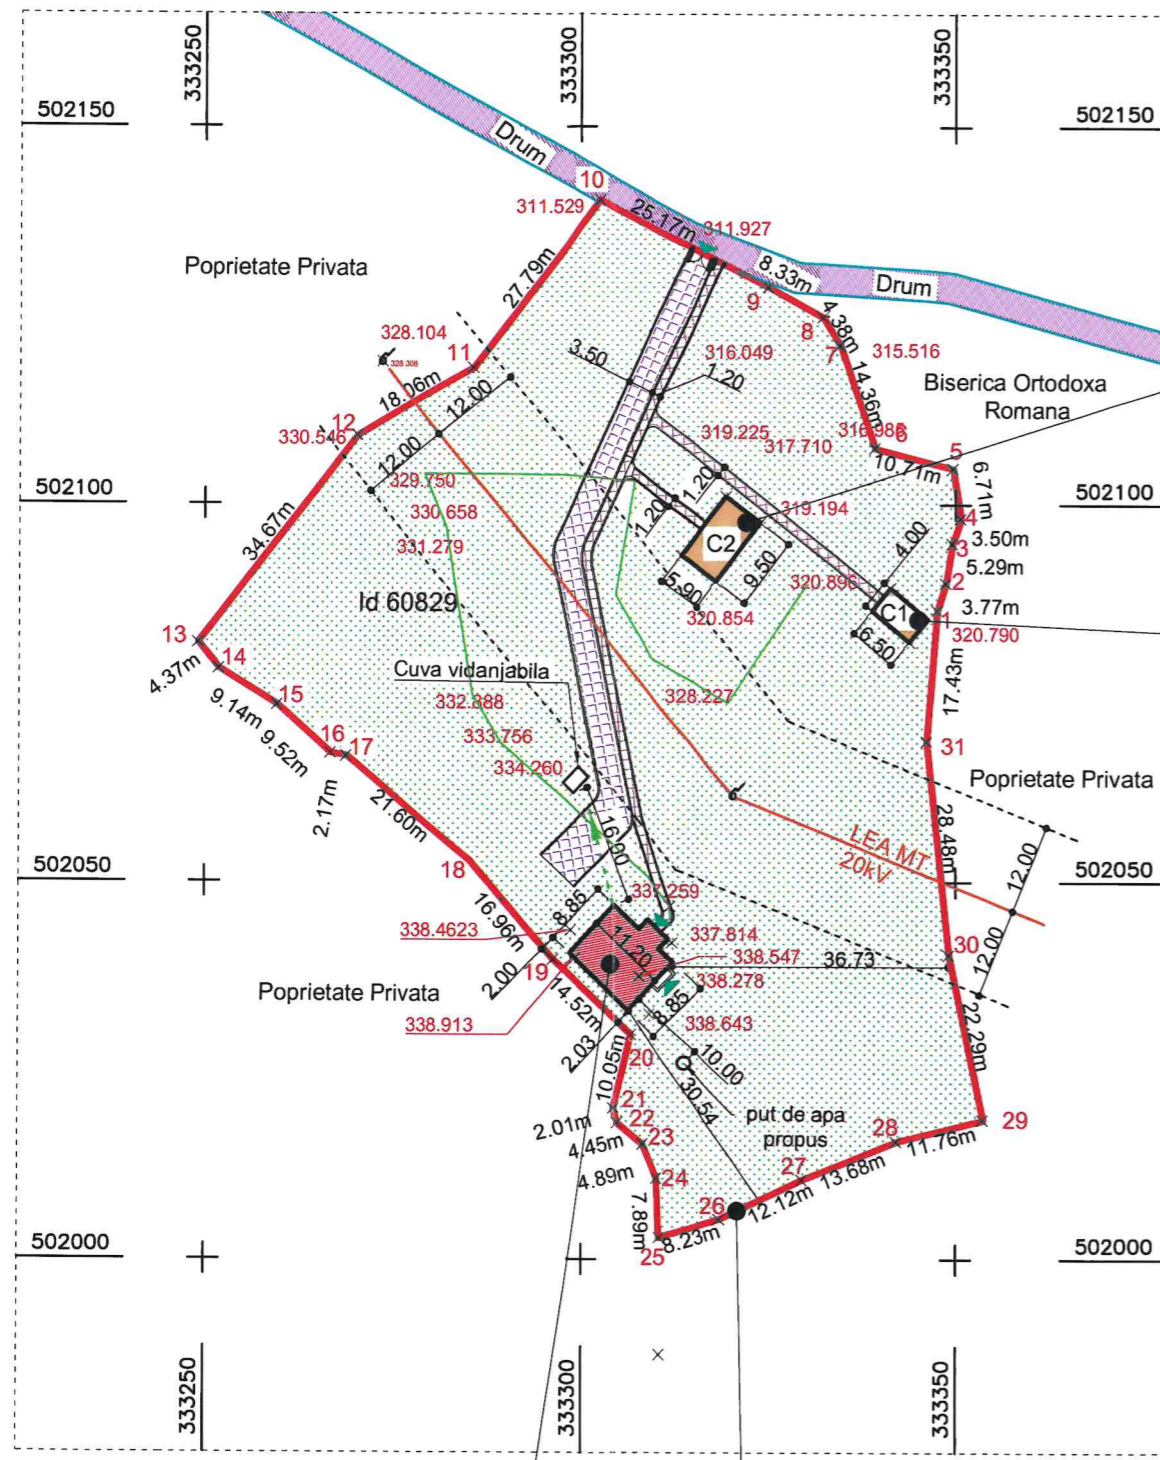 333250
333300
333350
502150
502150
Drum
10
311.529
25.17m
311.927
8.33m
Drum
Poprietate Privata
27.79m
9
8
4.38m
7
315.516
328.104
11
3.50
316.049
1.20
14.36m
Biserica Ortodoxa
Romana
18.06m
12.00
12
330.546
12.00
319.225
317.710
6
5
10.71m
6.71m
502100
329.750
1.20
502100
330.658
1.20
319.194
4
331.279
C2
3
3.50m
4.00
34.67m
5.90
9.50
5.29m
2
320.896
Id 60829
320.854
C1
1
3.77m
6.50
320.790
13
14
4.37m
Cuva vidanjabila
17.43m
9.14m
15
332.888
328.227
9.52m
16
17
333.756
31
334.260
Poprietate Privata
2.17m
21.60m
16.00
LEA MT
20kV
28.48m
12.00
18
502050
502050
16.96m
8.85
337.259
338.4623
337.814
11.20
338.547
36.73
30
12.00
2.00
19
338.278
Poprietate Privata
14.52m
8.85
22.29m
338.913
338.643
2.03
20
10.05m
10.00
30.54
21
2.01m
22
put de apa
propus
29
4.45m
23
28
11.76m
4.89m
24
27
13.68m
7.89m
26
12.12m
25
8.23m
502000
502000
333250
333300
333350